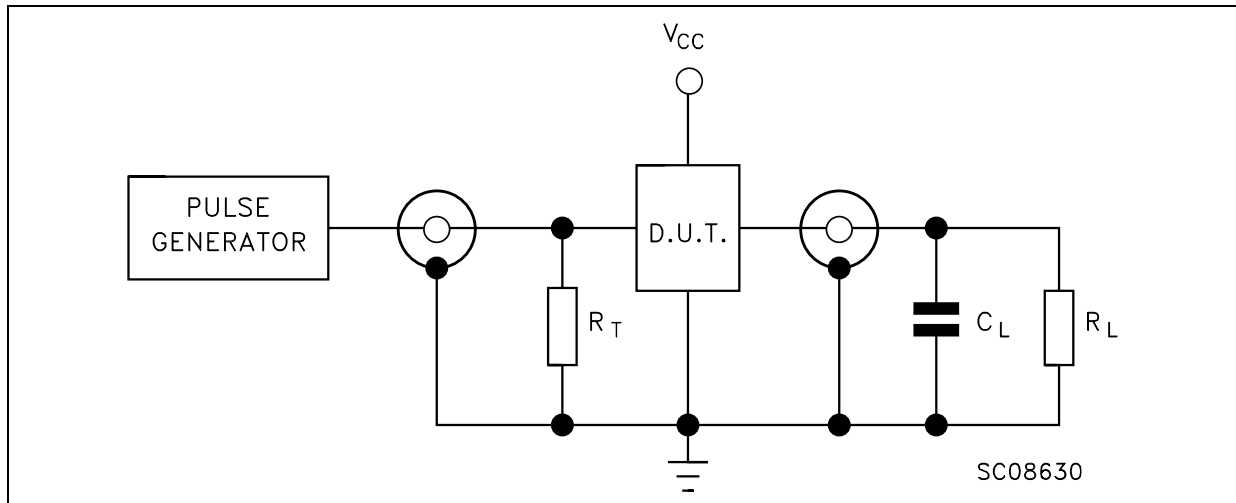 VCC
PULSE
GENERATOR
D.U.T.
RT
CL
RL
SC08630